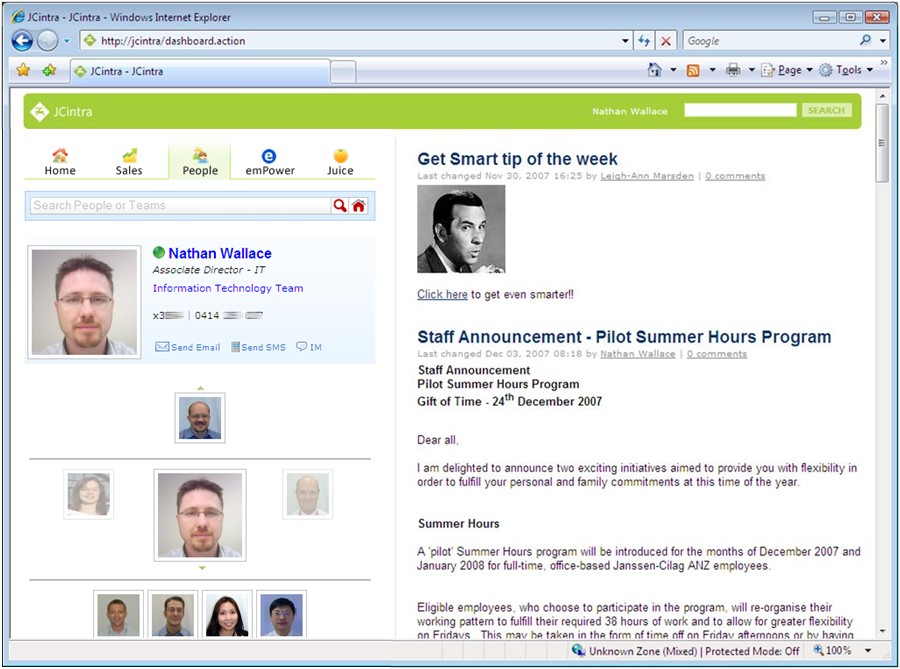 JCintra - JCintra - Windows Internet Explorer
http://jcintra/dashboard.action
Google
JCintra - JCintra
Page
Tools
JCintra
Nathan Wallace
SEARCH
Home
Sales
People
emPower
Juice
Search People or Teams
Nathan Wallace
Associate Director - IT
Information Technology Team
x3 | 0414
Send Email
Send SMS
IM
Get Smart tip of the week
Last changed Nov 30, 2007 16:25 by Leigh-Ann Marsden | 0 comments
Click here to get even smarter!!
Staff Announcement - Pilot Summer Hours Program
Last changed Dec 03, 2007 08:18 by Nathan Wallace | 0 comments
Staff Announcement
Pilot Summer Hours Program
Gift of Time - 24th December 2007
Dear all,
I am delighted to announce two exciting initiatives aimed to provide you with flexibility in
order to fulfill your personal and family commitments at this time of the year.
Summer Hours
A 'pilot' Summer Hours program will be introduced for the months of December 2007 and
January 2008 for full-time, office-based Janssen-Cilag ANZ employees.
Eligible employees, who choose to participate in the program, will re-organise their
working pattern to fulfill their required 38 hours of work and to allow for greater flexibility
on Fridays. This may be taken in the form of time off on Friday afternoons or by having
Unknown Zone (Mixed) | Protected Mode: Off
100%